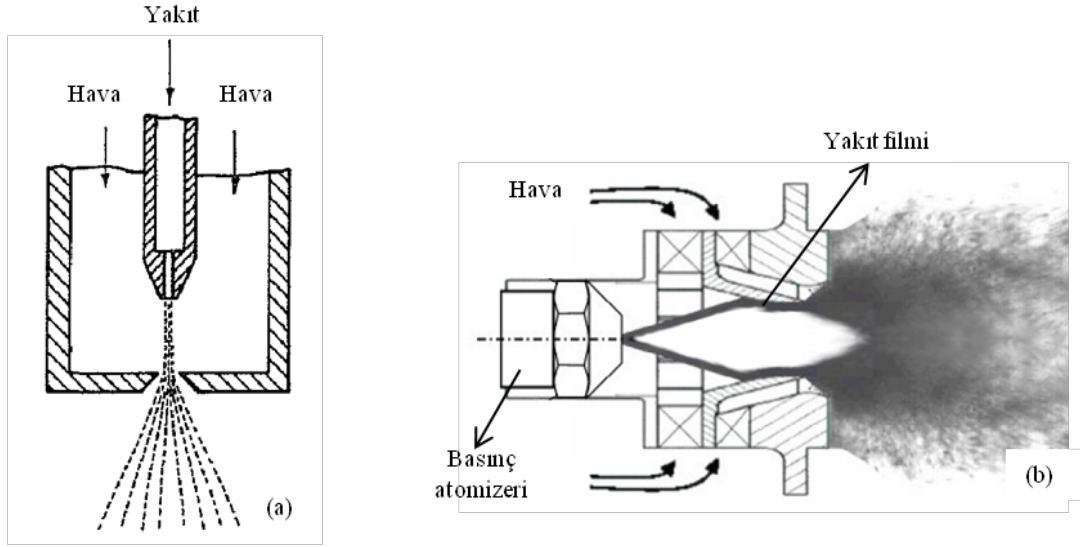 Yakıt
Hava
Hava
(a)
Yakıt filmi
Hava
Basınç
atomizeri
(b)